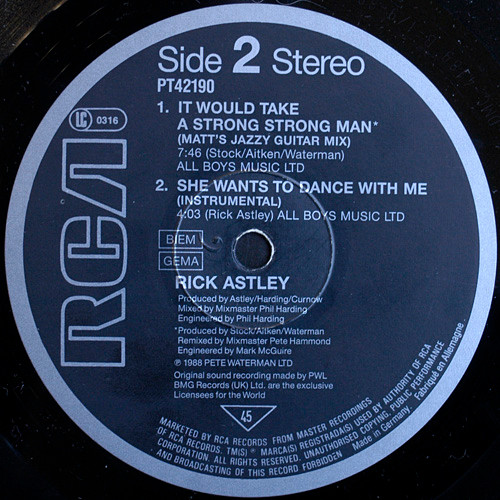 Side 2 Stereo
PT42190
LC 0316
RCA
1. IT WOULD TAKE
A STRONG STRONG MAN*
(MATT'S JAZZY GUITAR MIX)
7:46 (Stock/Aitken/Waterman)
ALL BOYS MUSIC LTD
2. SHE WANTS TO DANCE WITH ME
(INSTRUMENTAL)
4:03 (Rick Astley) ALL BOYS MUSIC LTD
BIEM
GEMA
RICK ASTLEY
Produced by Astley/Harding/Curnow
Mixed by Mixmaster Phil Harding
Engineered by Phil Harding
*Produced by Stock/Aitken/Waterman
Remixed by Mixmaster Pete Hammond
Engineered by Mark McGuire
℗ 1988 PETE WATERMAN LTD
Original sound recording made by PWL
BMG Records (UK) Ltd. are the exclusive
Licensees for the World
45
MARKETED BY RCA RECORDS FROM MASTER RECORDINGS
OF RCA RECORDS. TM(S) ® MARCA(S) REGISTRADA(S) USED BY AUTHORITY OF RCA
CORPORATION. ALL RIGHTS RESERVED. UNAUTHORISED COPYING, PUBLIC PERFORMANCE
AND BROADCASTING OF THIS RECORD FORBIDDEN
Made in Germany. Fabriqué en Allemagne